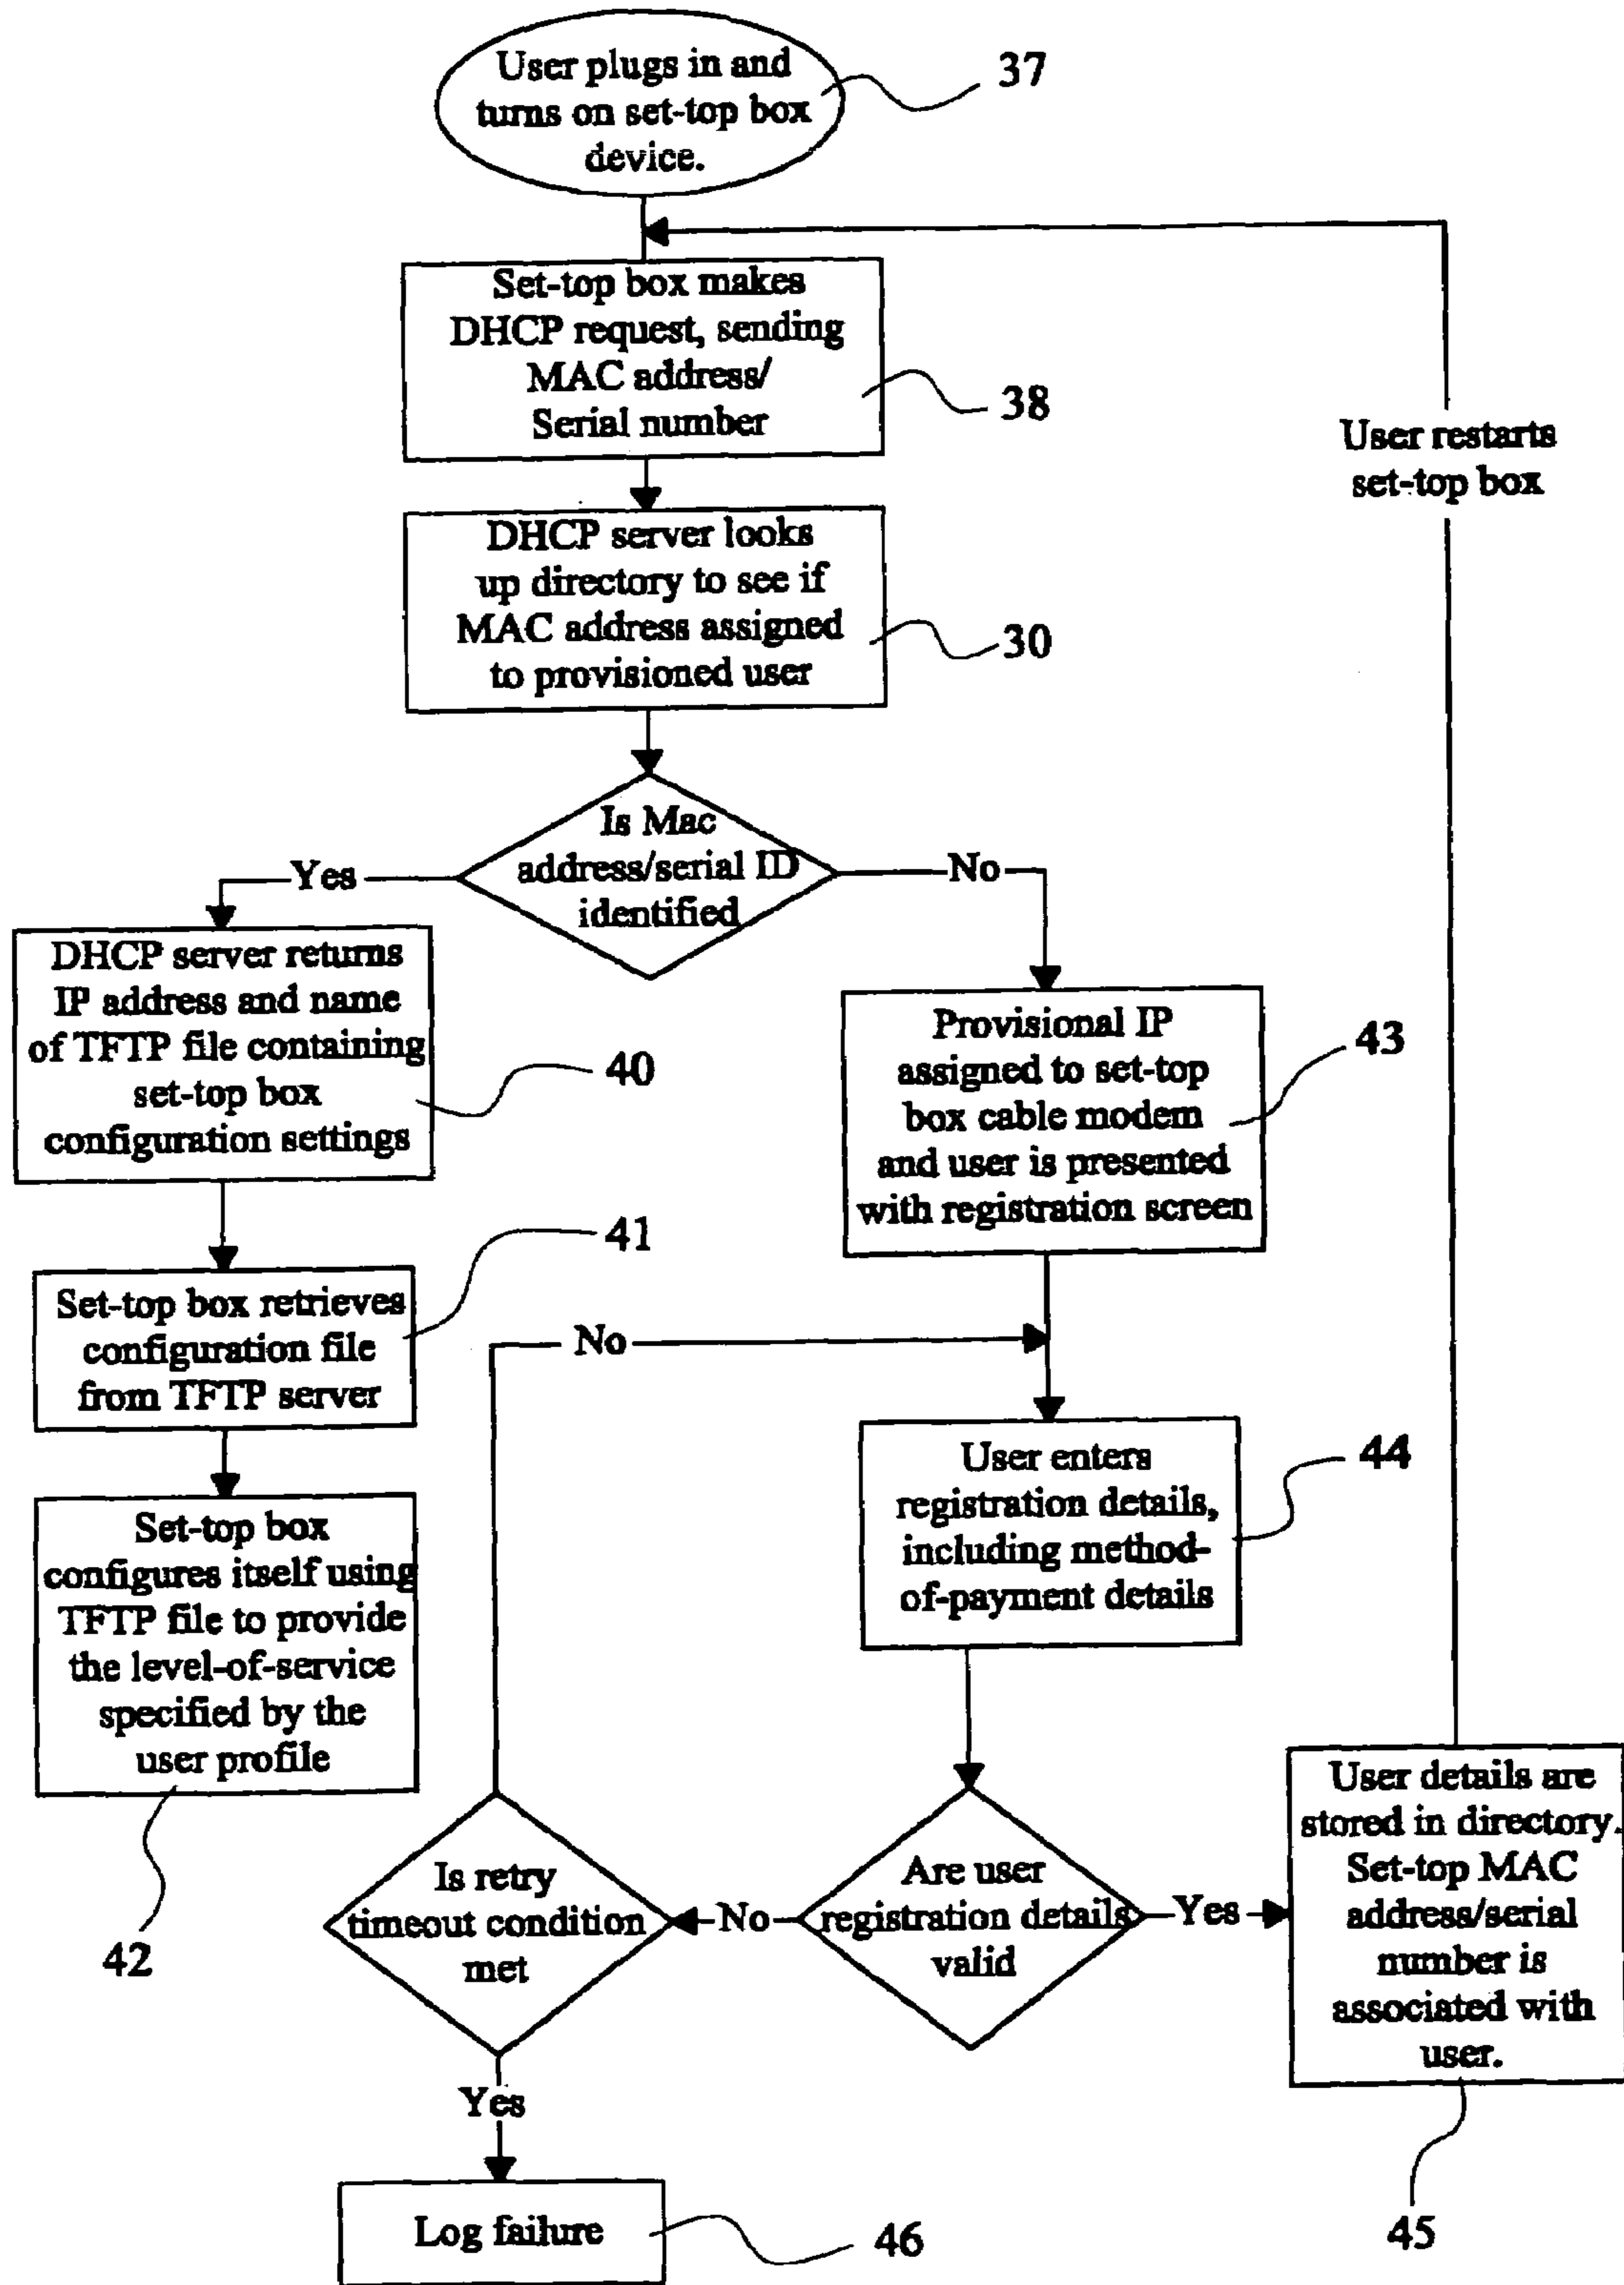 User plugs in and
turns on set-top box
device.
37
Set-top box makes
DHCP request, sending
MAC address/
Serial number
38
User restarts
set-top box
DHCP server looks
up directory to see if
MAC address assigned
to provisioned user
30
Is Mac
address/serial ID
identified
Yes
No
DHCP server returns
IP address and name
of TFTP file containing
set-top box
configuration settings
40
Provisional IP
assigned to set-top
box cable modem
and user is presented
with registration screen
43
41
Set-top box retrieves
configuration file
from TFTP server
No
User enters
registration details,
including method-
of-payment details
44
Set-top box
configures itself using
TFTP file to provide
the level-of-service
specified by the
user profile
42
Is retry
timeout condition
met
No
Are user
registration details
valid
Yes
User details are
stored in directory.
Set-top MAC
address/serial
number is
associated with
user.
45
Yes
Log failure
46